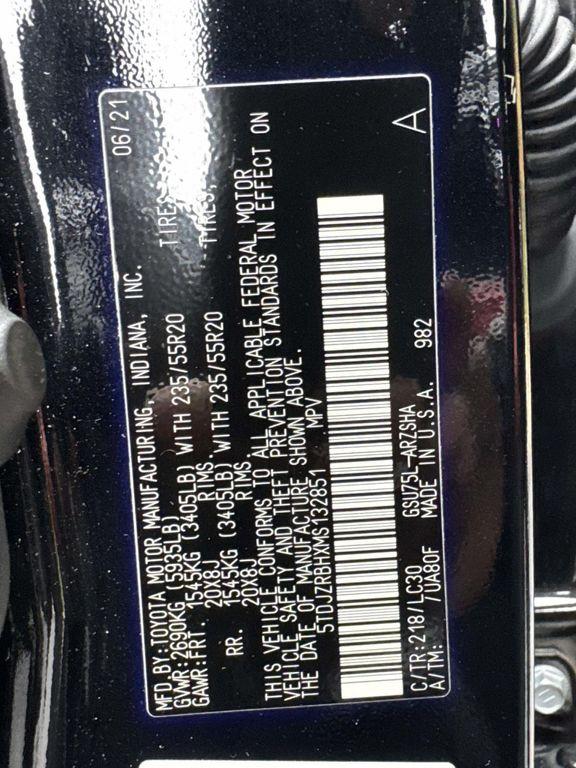 MFD.BY:TOYOTA MOTOR MANUFACTURING, INDIANA, INC. 06/21
GVWR:2690KG(5935LB)
GAWR:FRT. 1545KG (3405LB) WITH 235/55R20 TIRES,
20X8J RIMS
RR. 1545KG (3405LB) WITH 235/55R20 TIRES,
20X8J RIMS
THIS VEHICLE CONFORMS TO ALL APPLICABLE FEDERAL MOTOR
VEHICLE SAFETY AND THEFT PREVENTION STANDARDS IN EFFECT ON
THE DATE OF MANUFACTURE SHOWN ABOVE.
5TDJZRBHXMS132851 MPV
C/TR:218/LC30 GSU75L-ARZSHA
A/TM: /UA80F MADE IN U.S.A. 982 A